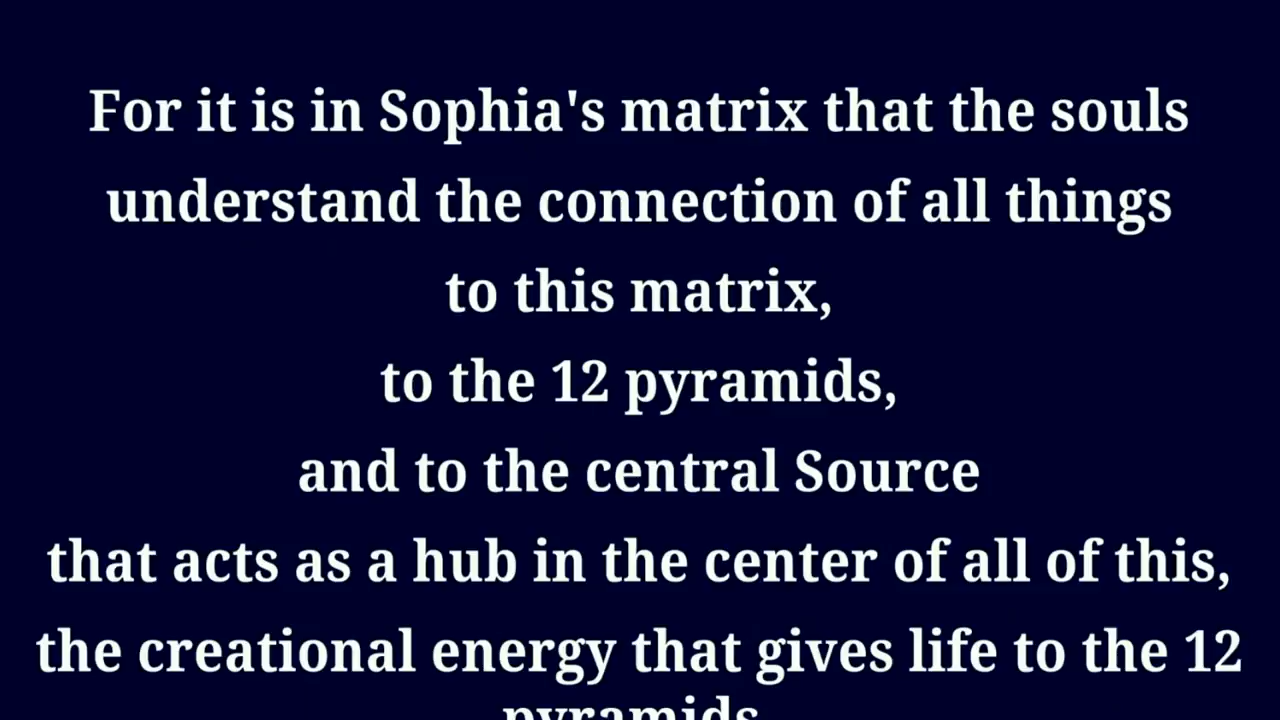 For it is in Sophia's matrix that the souls
understand the connection of all things
to this matrix,
to the 12 pyramids,
and to the central Source
that acts as a hub in the center of all of this,
the creational energy that gives life to the 12
pyramids